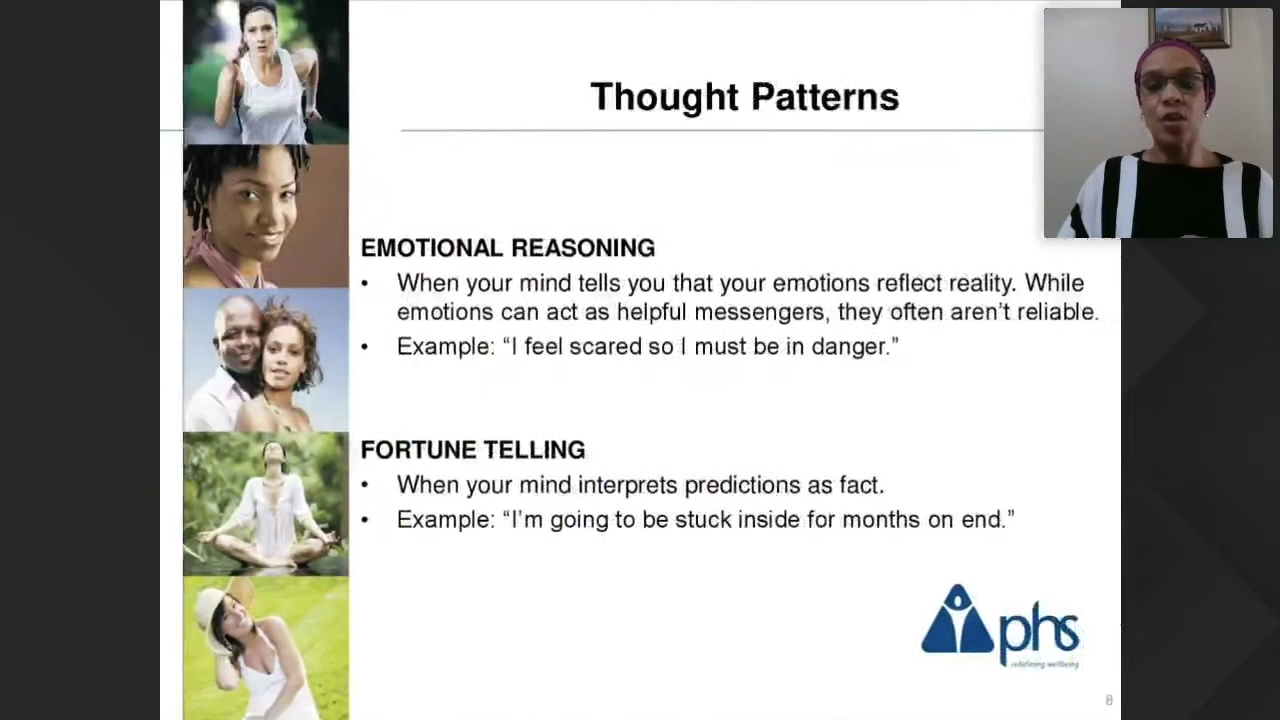 Thought Patterns
EMOTIONAL REASONING
• When your mind tells you that your emotions reflect reality. While
emotions can act as helpful messengers, they often aren’t reliable.
• Example: “I feel scared so I must be in danger.”
FORTUNE TELLING
• When your mind interprets predictions as fact.
• Example: “I’m going to be stuck inside for months on end.”
phs
redefining wellbeing
8